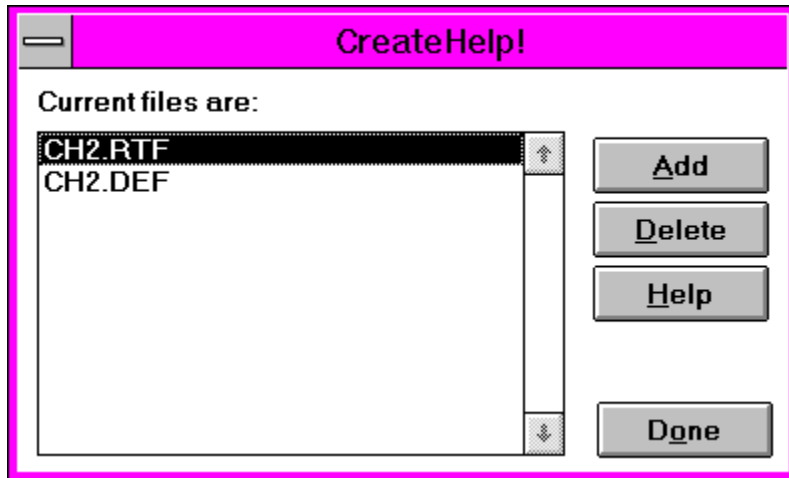 CreateHelp!
Current files are:
CH2.RTF
CH2.DEF
Add
Delete
Help
Done